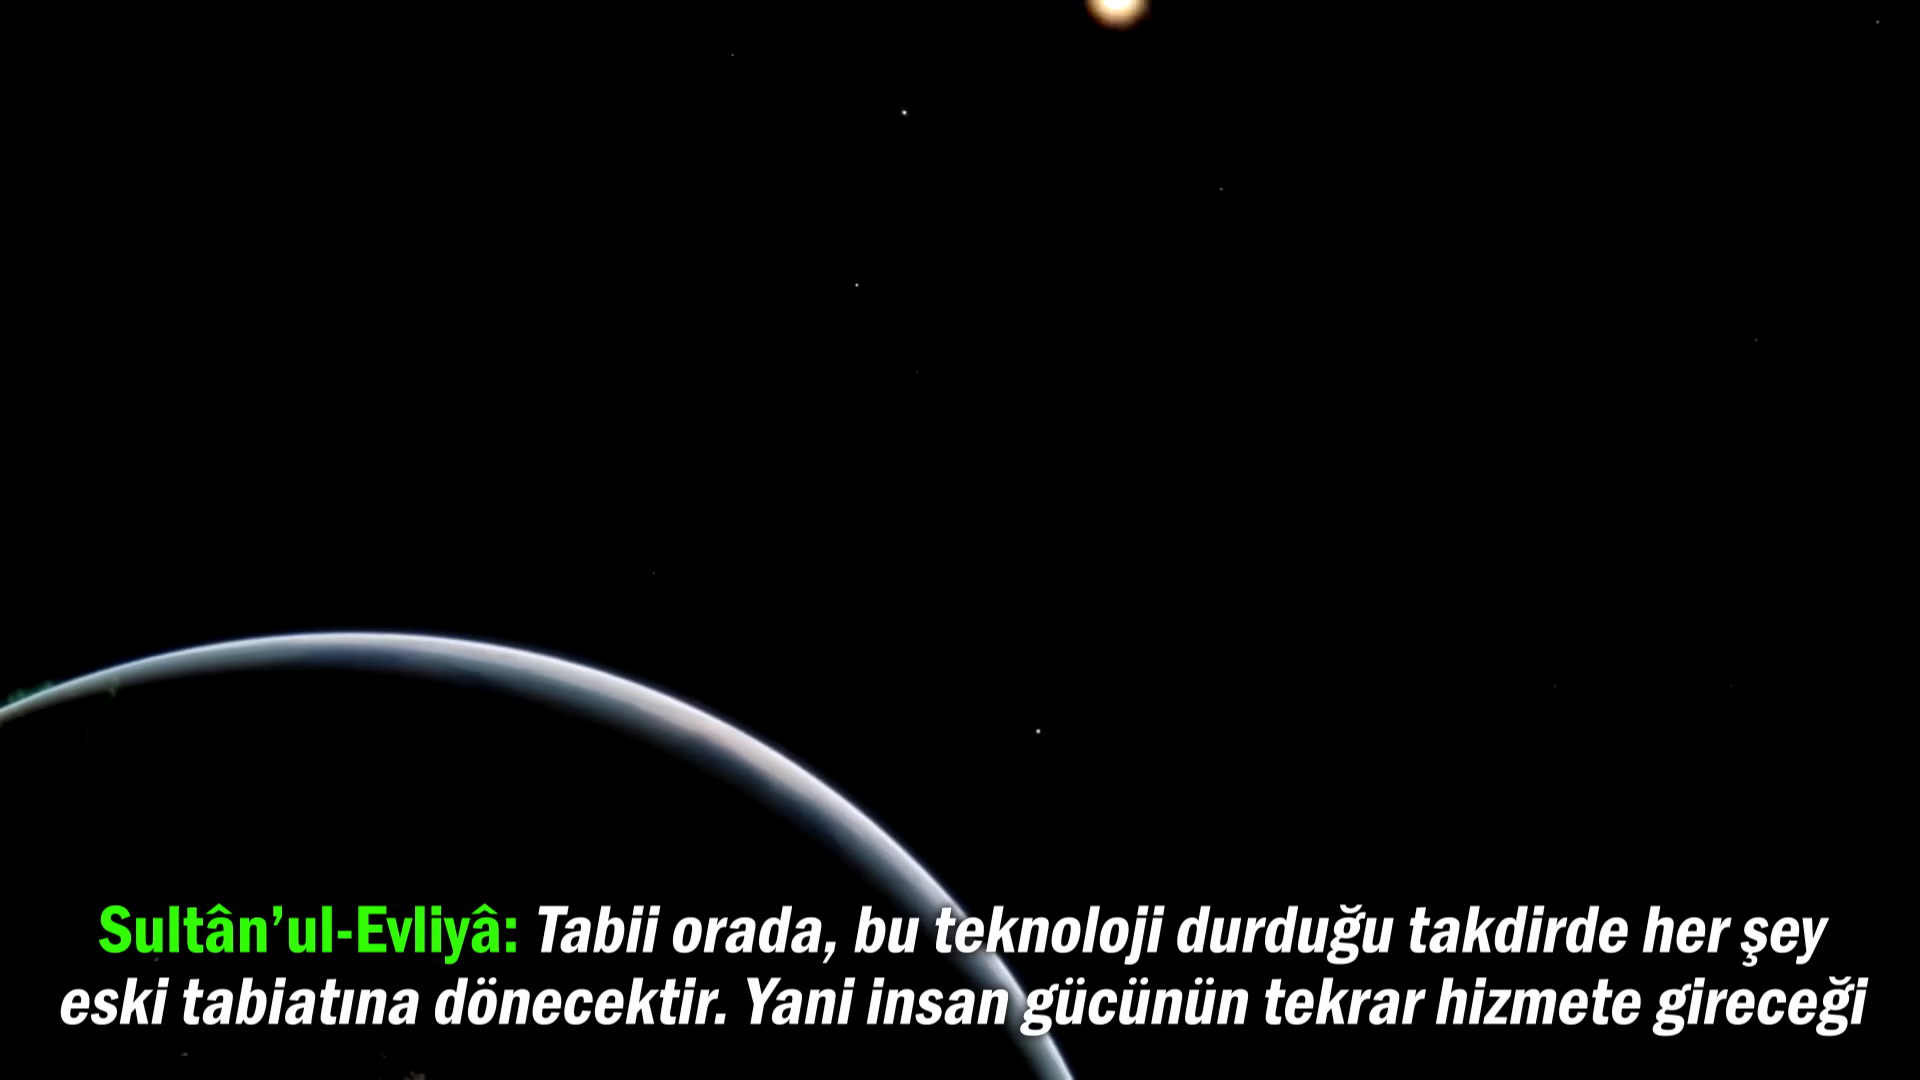 Sultân’ul-Evliyâ: Tabii orada, bu teknoloji durduğu takdirde her şey
eski tabiatına dönecektir. Yani insan gücünün tekrar hizmete gireceği